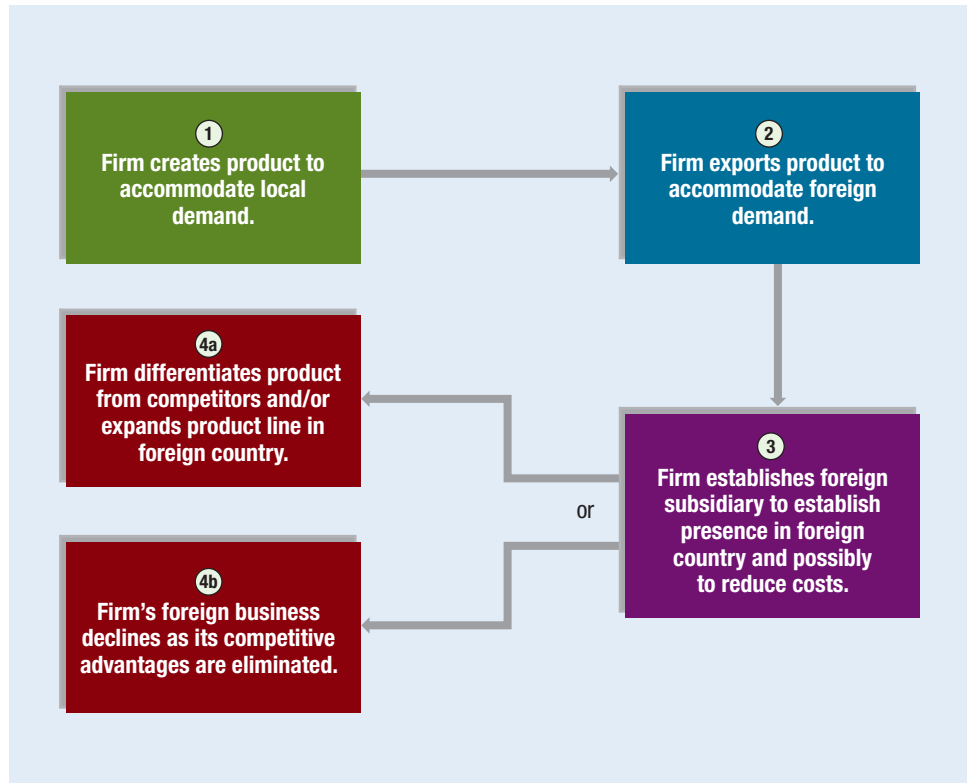 1
Firm creates product to
accommodate local
demand.
2
Firm exports product to
accommodate foreign
demand.
3
Firm establishes foreign
subsidiary to establish
presence in foreign
country and possibly
to reduce costs.
4a
Firm differentiates product
from competitors and/or
expands product line in
foreign country.
or
4b
Firm's foreign business
declines as its competitive
advantages are eliminated.